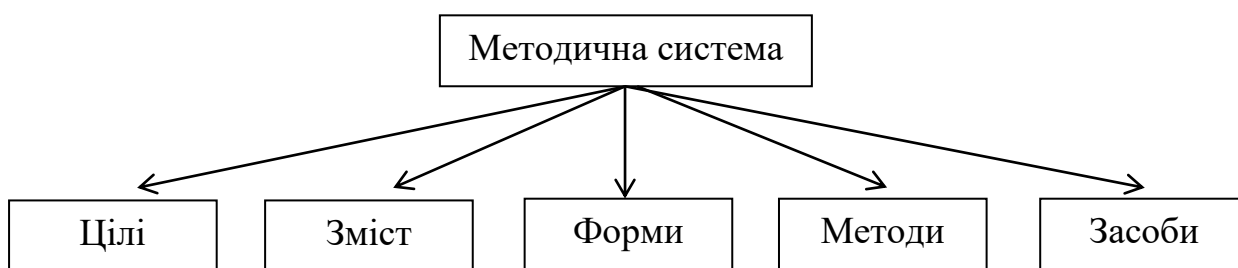 Методична система
Цілі
Зміст
Форми
Методи
Засоби